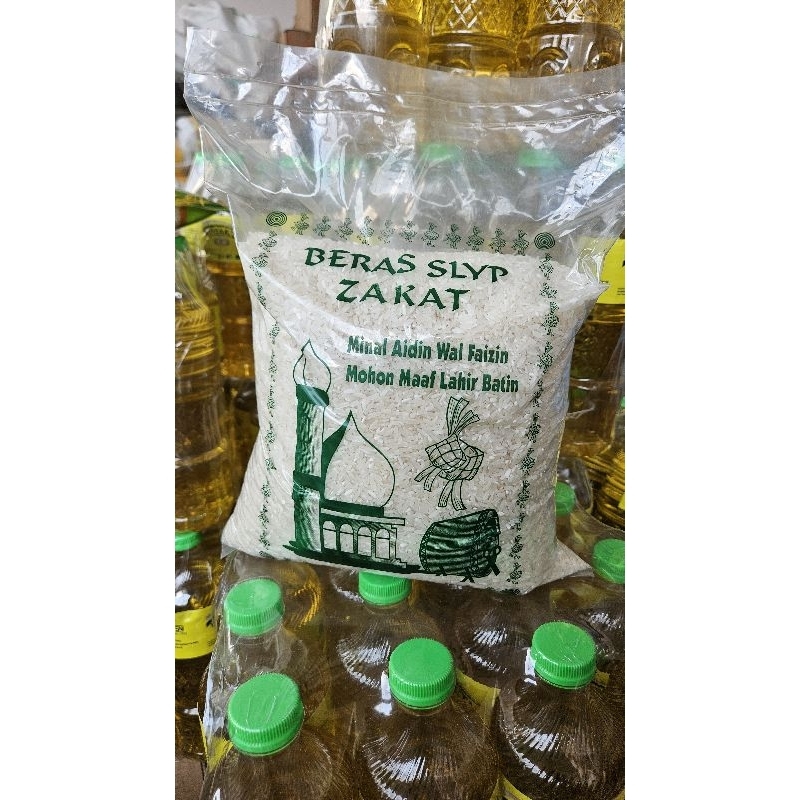 BERAS SLYP
ZAKAT
Minal Aidin Wal Faizin
Mohon Maaf Lahir Batin